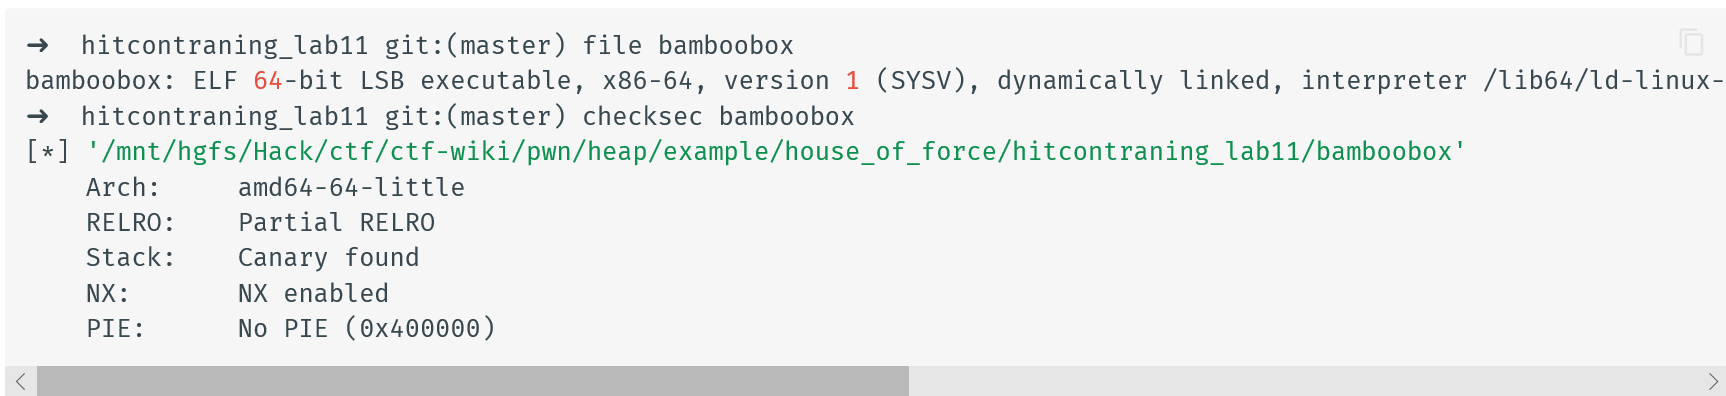 ➜  hitcontraning_lab11 git:(master) file bamboobox
bamboobox: ELF 64-bit LSB executable, x86-64, version 1 (SYSV), dynamically linked, interpreter /lib64/ld-linux-
➜  hitcontraning_lab11 git:(master) checksec bamboobox
[*] '/mnt/hgfs/Hack/ctf/ctf-wiki/pwn/heap/example/house_of_force/hitcontraning_lab11/bamboobox'
    Arch:     amd64-64-little
    RELRO:    Partial RELRO
    Stack:    Canary found
    NX:       NX enabled
    PIE:      No PIE (0x400000)